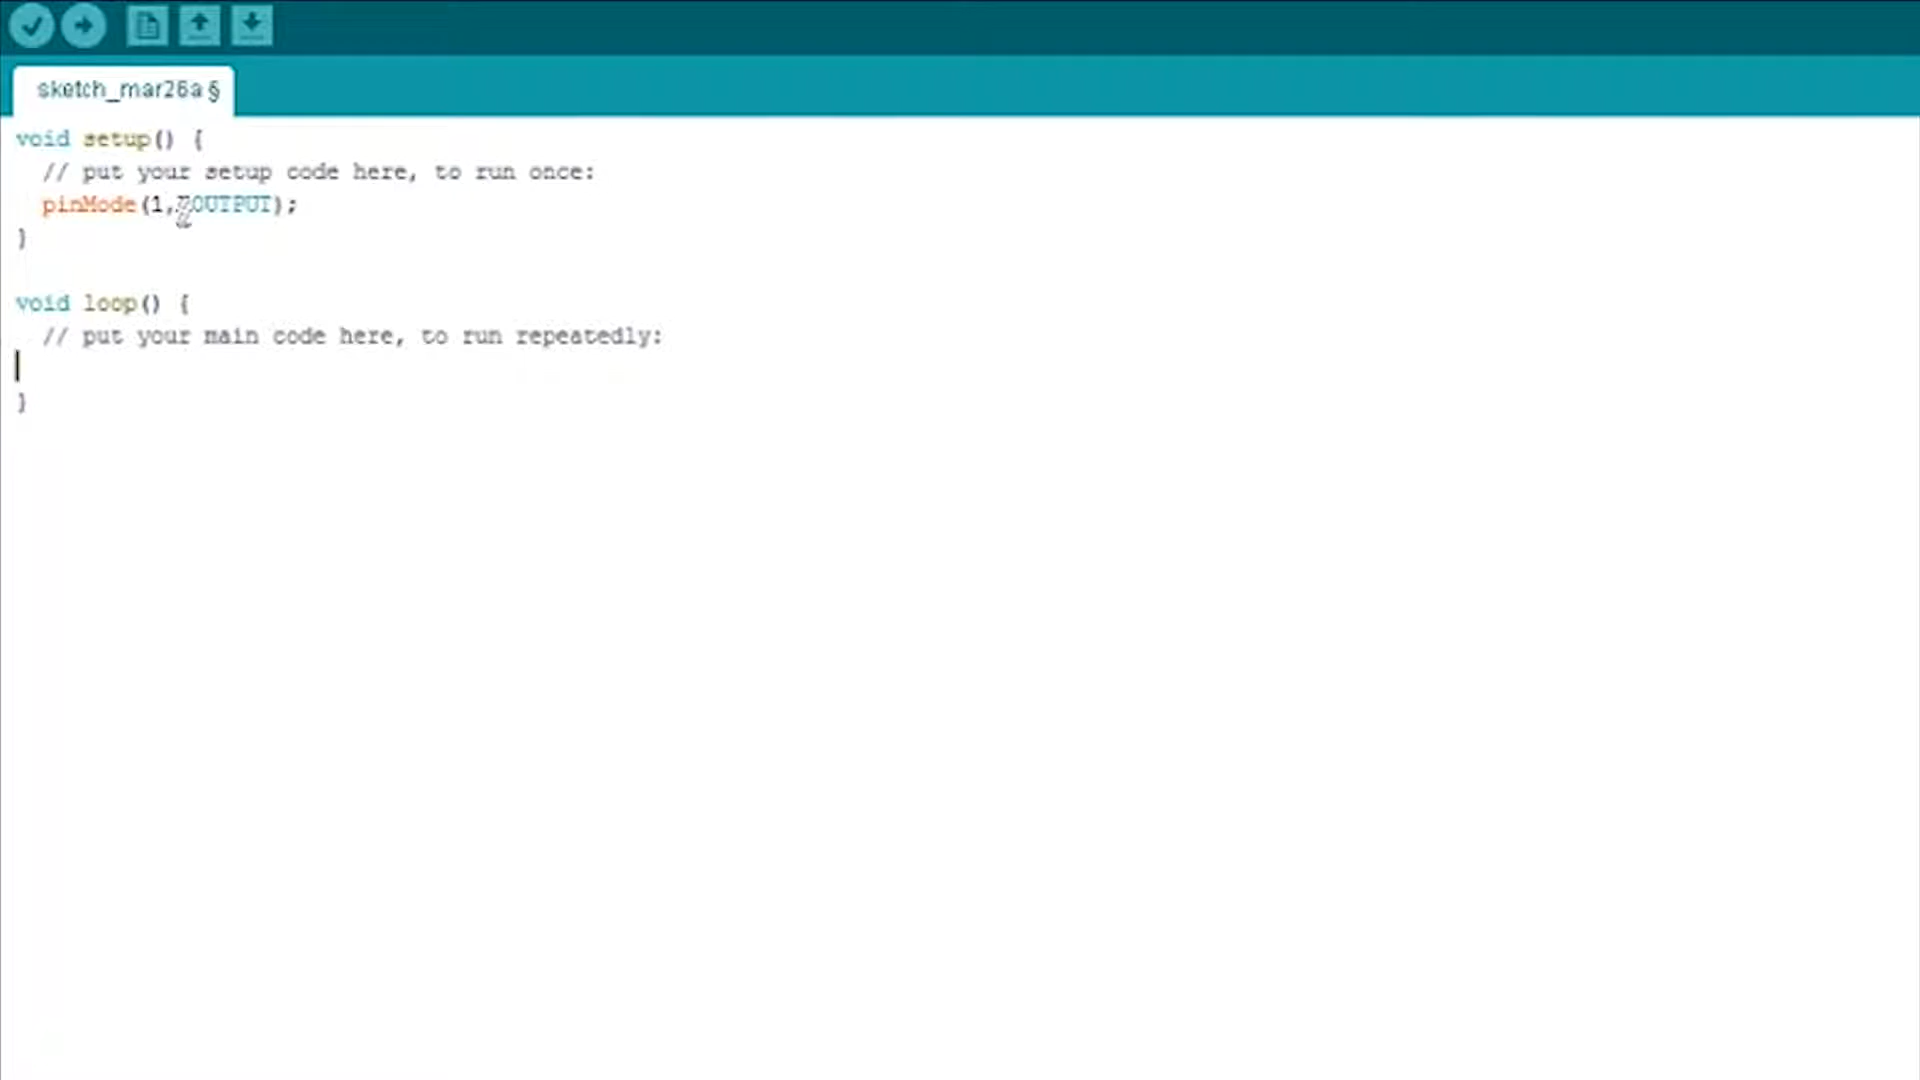 sketch_mar26a §
void setup() {
  // put your setup code here, to run once:
  pinMode(1, OUTPUT);
}
void loop() {
  // put your main code here, to run repeatedly:
}